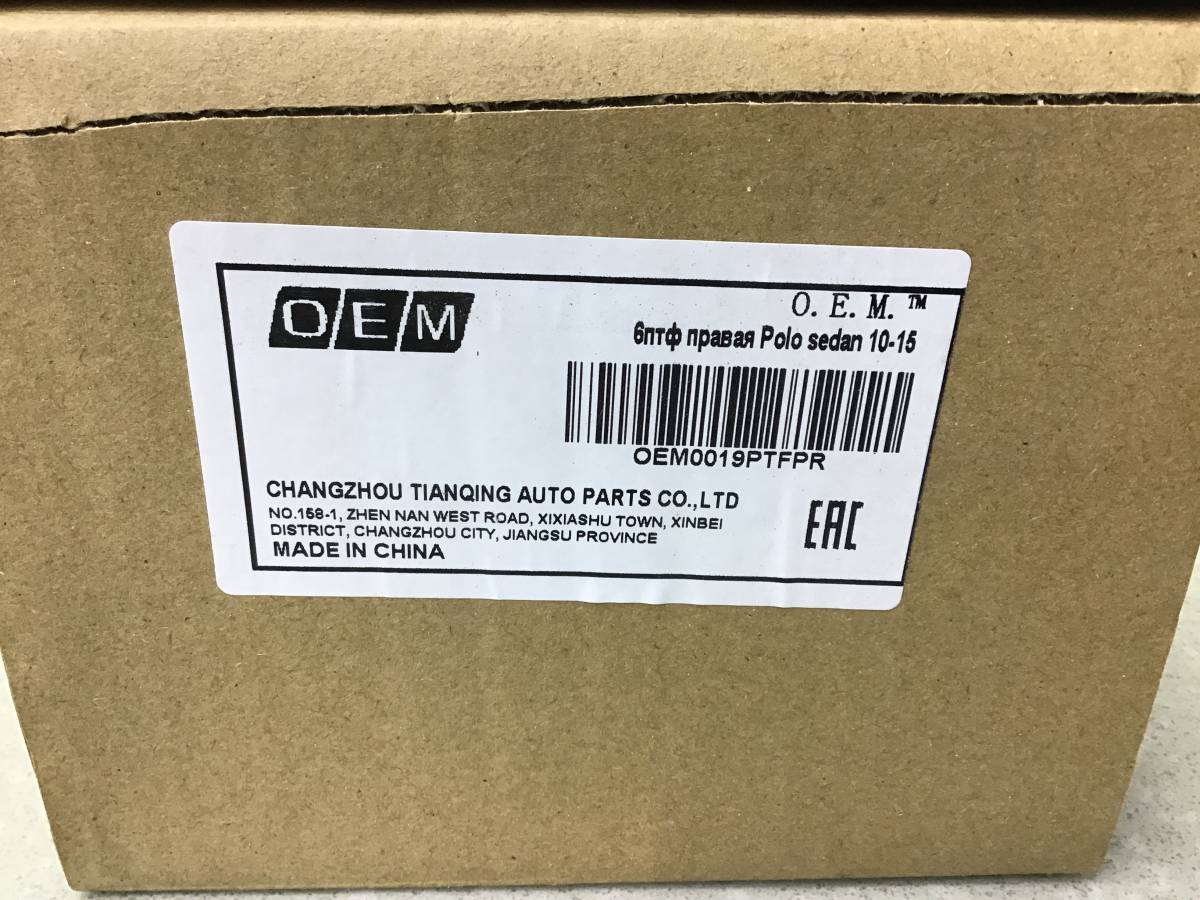 OEM
O. E. M.™
6птф правая Polo sedan 10-15
OEM0019PTFPR
CHANGZHOU TIANQING AUTO PARTS CO.,LTD
NO.158-1, ZHEN NAN WEST ROAD, XIXIASHU TOWN, XINBEI
DISTRICT, CHANGZHOU CITY, JIANGSU PROVINCE
MADE IN CHINA
EAC